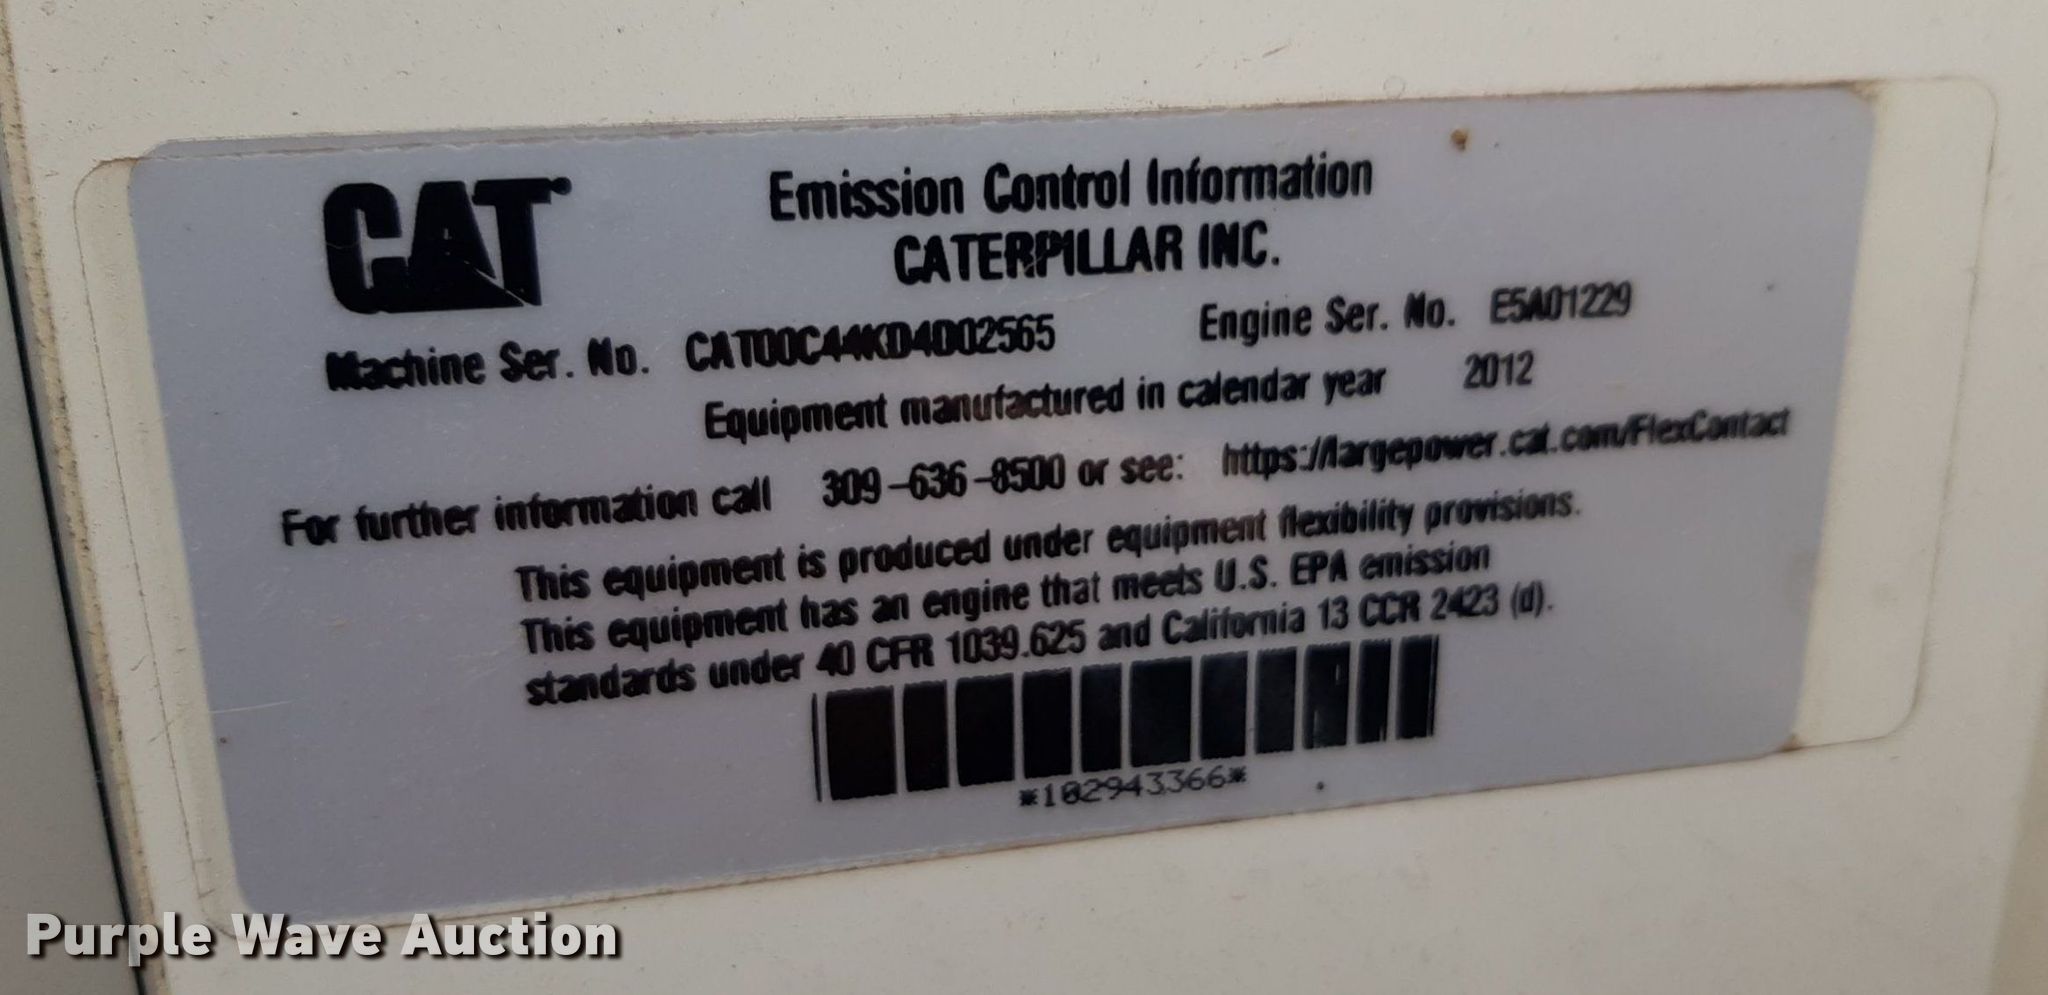 CAT
Emission Control Information
CATERPILLAR INC.
Machine Ser. No. CAT00C44KD4D02565 Engine Ser. No. E5A01229
Equipment manufactured in calendar year 2012
For further information call 309-636-8500 or see: https://largepower.cat.com/FlexContact
This equipment is produced under equipment flexibility provisions.
This equipment has an engine that meets U.S. EPA emission
standards under 40 CFR 1039.625 and California 13 CCR 2423 (d).
*102943366*
Purple Wave Auction